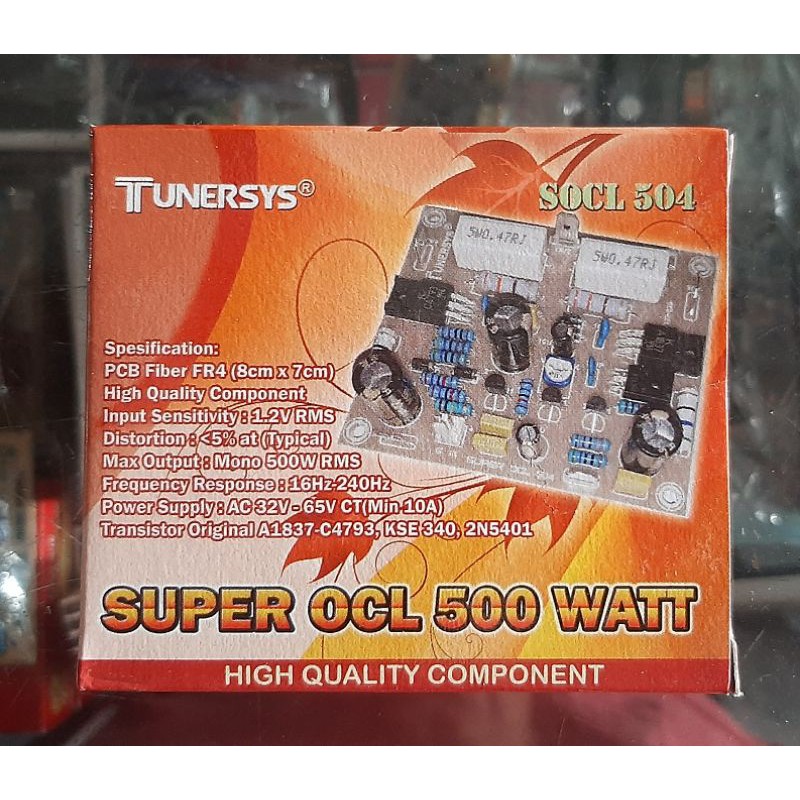 TUNERSYS®
SOCL 504
5W0.47RJ
5W0.47RJ
TUNERSYS
Spesification:
PCB Fiber FR4 (8cm x 7cm)
High Quality Component
Input Sensitivity : 1.2V RMS
Distortion : <5% at (Typical)
Max Output : Mono 500W RMS
Frequency Response : 16Hz-240Hz
Power Supply : AC 32V - 65V CT(Min.10A)
Transistor Original A1837-C4793, KSE 340, 2N5401
SUPER OCL 500 WATT
HIGH QUALITY COMPONENT